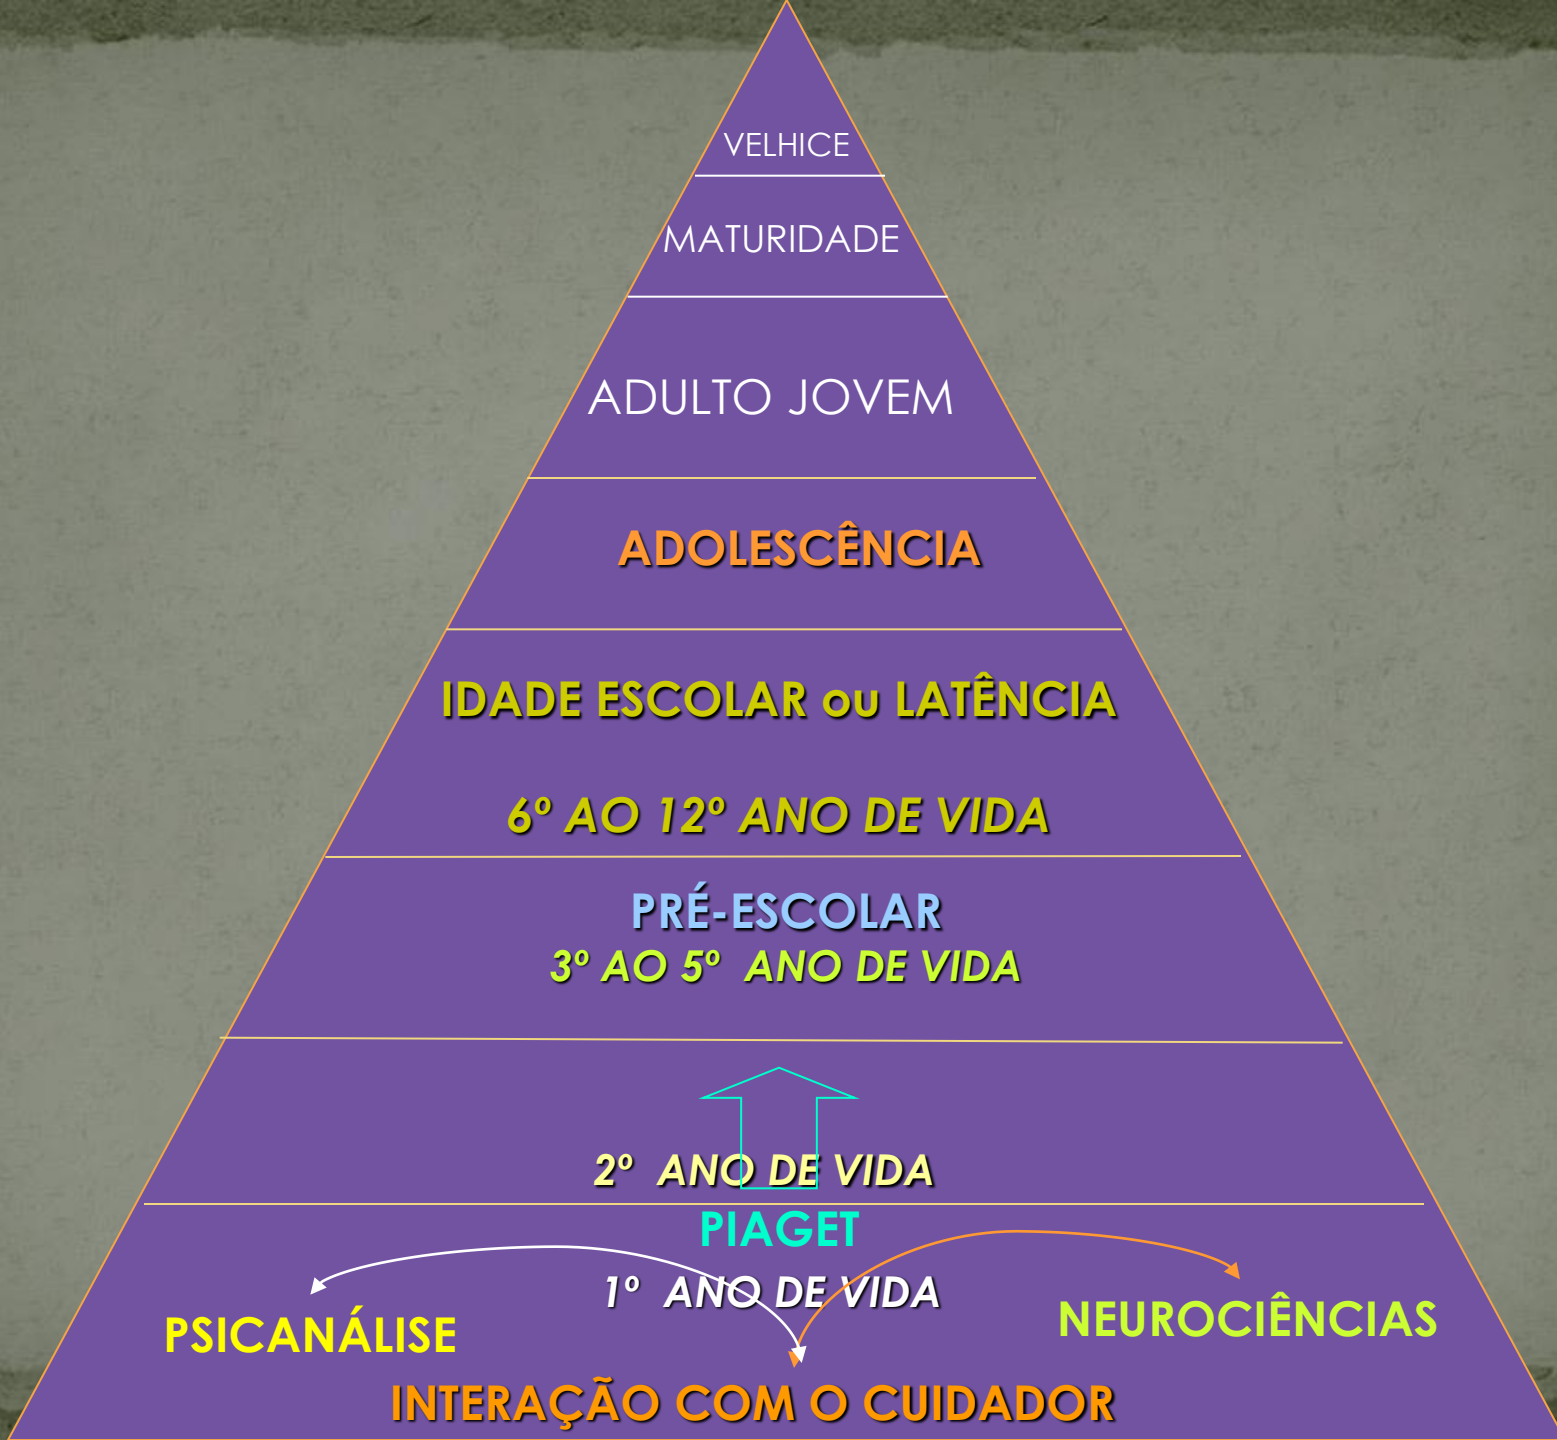 VELHICE
MATURIDADE
ADULTO JOVEM
ADOLESCÊNCIA
IDADE ESCOLAR ou LATÊNCIA
6º AO 12º ANO DE VIDA
PRÉ-ESCOLAR
3º AO 5º ANO DE VIDA
2º ANO DE VIDA
PIAGET
1º ANO DE VIDA
PSICANÁLISE
NEUROCIÊNCIAS
INTERAÇÃO COM O CUIDADOR